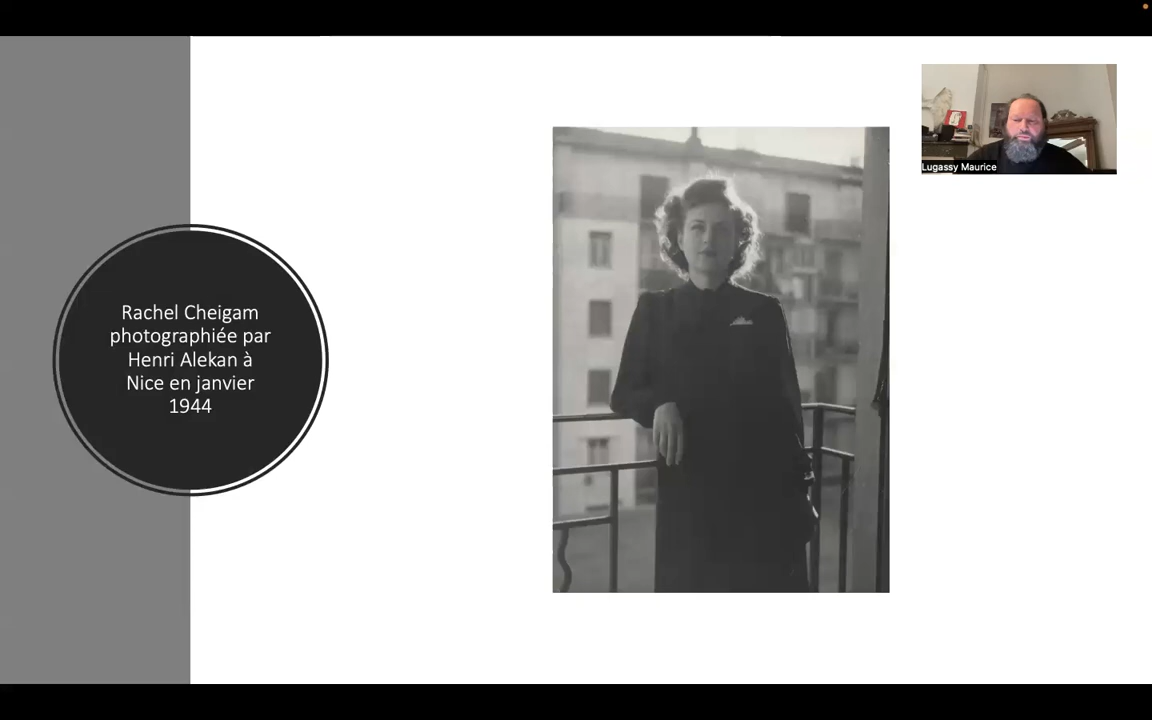 Rachel Cheigam
photographiée par
Henri Alekan à
Nice en janvier
1944
Lugassy Maurice